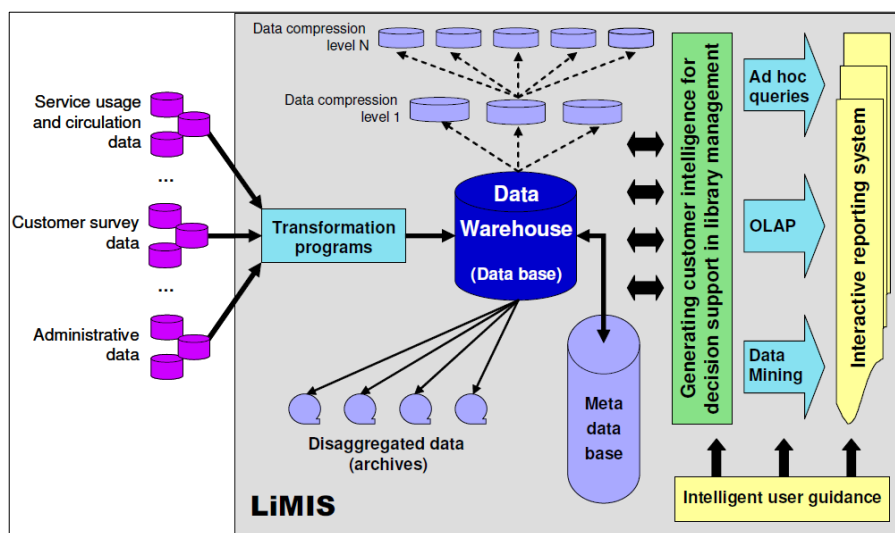 Service usage
and circulation
data
...
Customer survey
data
...
Administrative
data
Transformation
programs
Data compression
level N
Data compression
level 1
Data
Warehouse
(Data base)
Disaggregated data
(archives)
Meta
data
base
LiMIS
Generating customer intelligence for
decision support in library management
Ad hoc
queries
OLAP
Data
Mining
Interactive reporting system
Intelligent user guidance